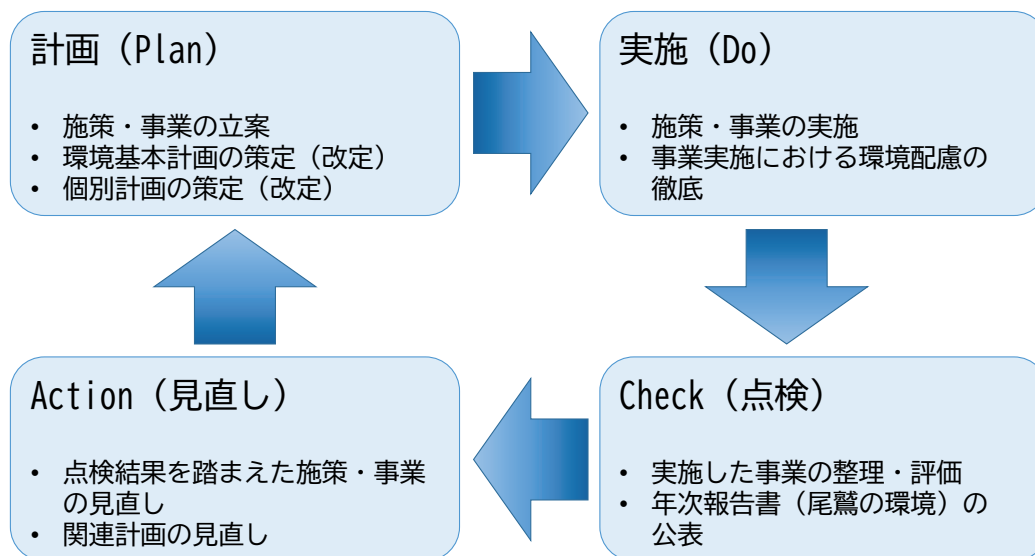 計画（Plan）
• 施策・事業の立案
• 環境基本計画の策定（改定）
• 個別計画の策定（改定）
実施（Do）
• 施策・事業の実施
• 事業実施における環境配慮の
徹底
Action（見直し）
• 点検結果を踏まえた施策・事業
の見直し
• 関連計画の見直し
Check（点検）
• 実施した事業の整理・評価
• 年次報告書（尾鷲の環境）の
公表